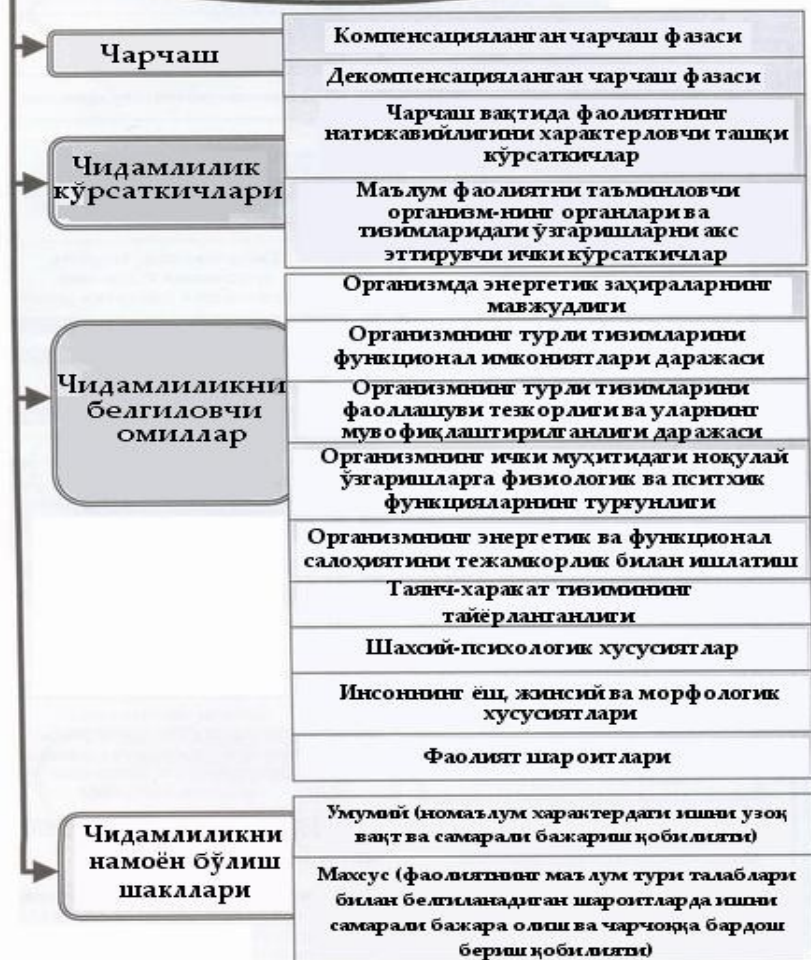 Чарчаш
Компенсацияланган чарчаш фазаси
Декомпенсацияланган чарчаш фазаси
Чидамлилик
кўрсаткичлари
Чарчаш вақтида фаолиятнинг
натижавийлигини характерловчи ташқи
кўрсаткичлар
Маълум фаолиятни таъминловчи
организм-нинг органлари ва
тизимларидаги ўзгаришларни акс
эттирувчи ички кўрсаткичлар
Чидамлиликни
белгиловчи
омиллар
Организмда энергетик заҳираларнинг
мавжудлиги
Организмнинг турли тизимларини
функционал имкониятлари даражаси
Организмнинг турли тизимларини
фаоллашуви тезкорлиги ва уларнинг
мувофиқлаштирилганлиги даражаси
Организмнинг ички муҳитидаги ноқулай
ўзгаришларга физиологик ва пситхик
функцияларнинг турғунлиги
Организмнинг энергетик ва функционал
салоҳиятини тежамкорлик билан ишлатиш
Таянч-харакат тизимининг
тайёрланганлиги
Шахсий-психологик хусусиятлар
Инсоннинг ёш, жинсий ва морфологик
хусусиятлари
Фаолият шароитлари
Чидамлиликни
намоён бўлиш
шакллари
Умумий (номаълум характердаги ишни узоқ
вақт ва самарали бажариш қобилияти)
Махсус (фаолиятнинг маълум тури талаблари
билан белгиланадиган шароитларда ишни
самарали бажара олиш ва чарчоққа бардош
бериш қобилияти)